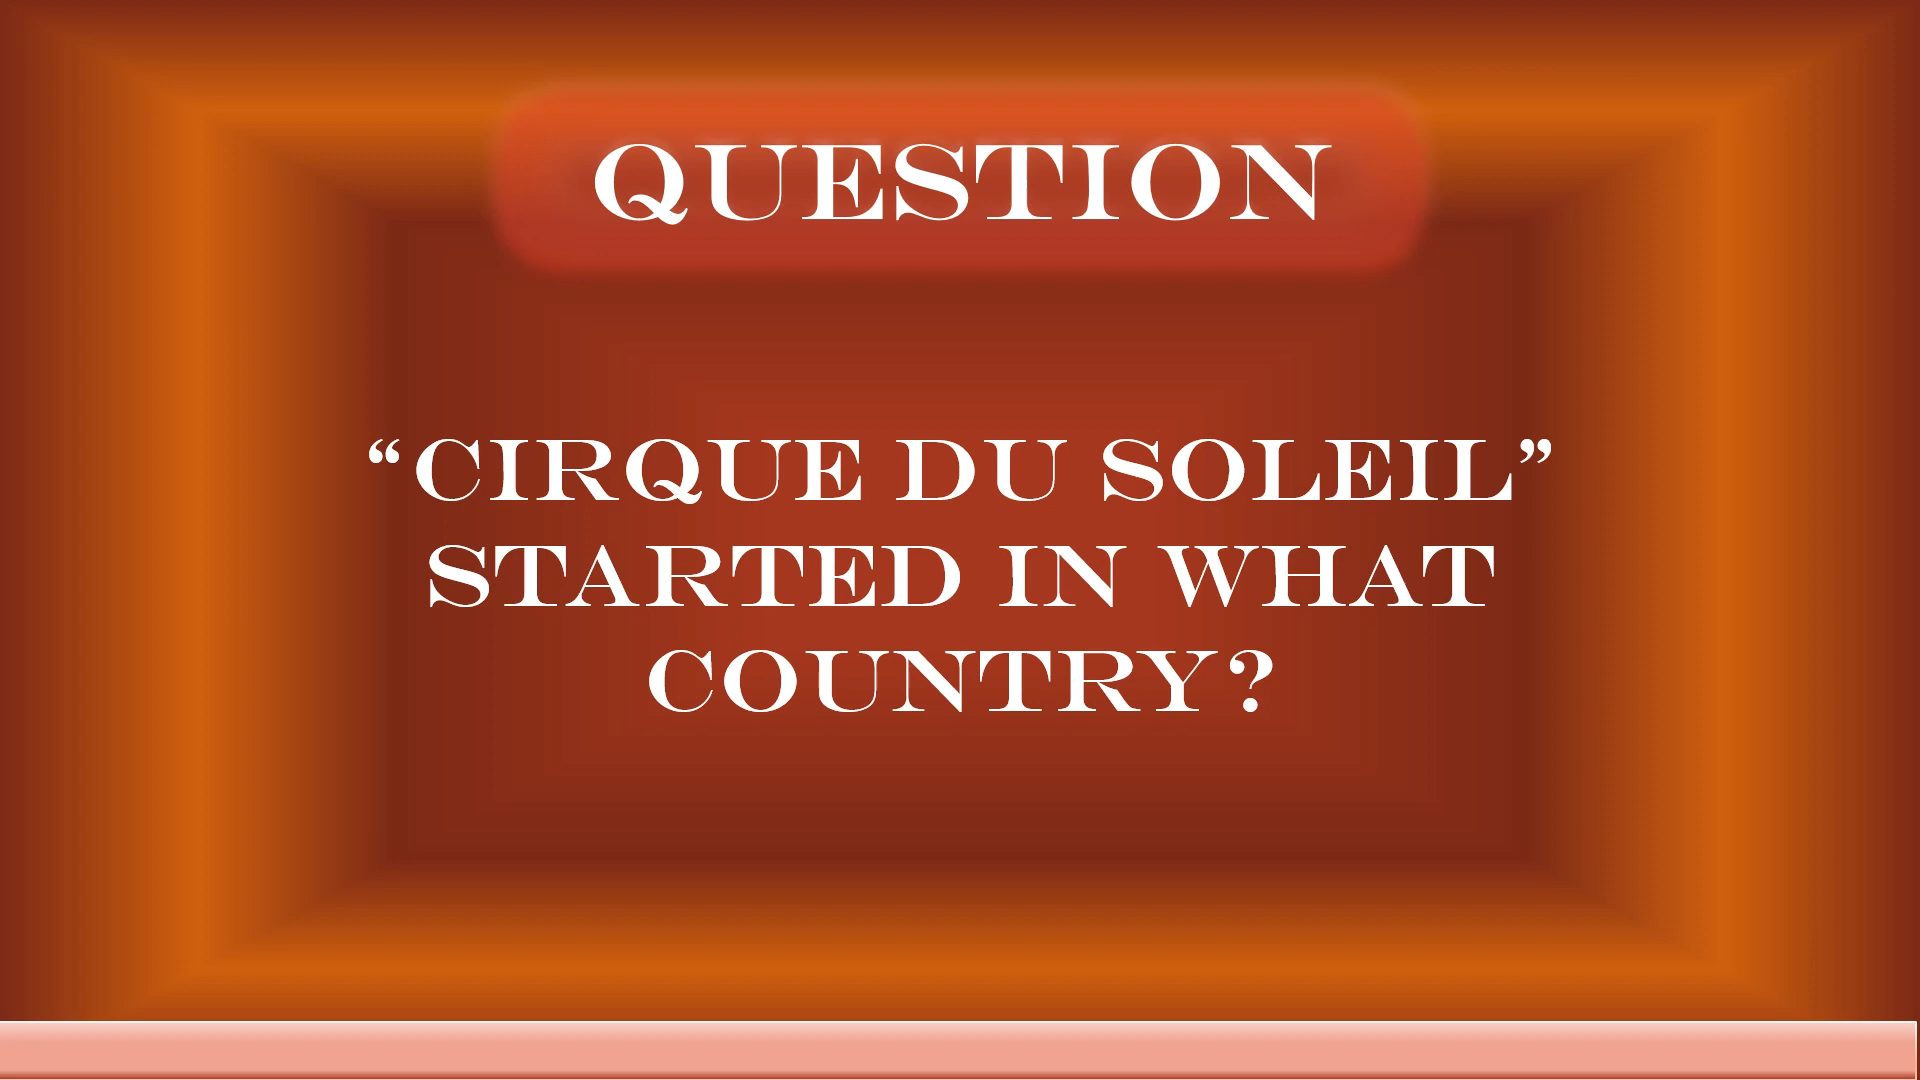 QUESTION
“CIRQUE DU SOLEIL”
STARTED IN WHAT
COUNTRY?